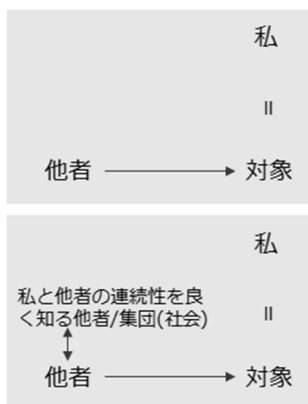 私
=
他者 対象
私
私と他者の連続性を良
く知る他者/集団(社会)
=
他者 対象